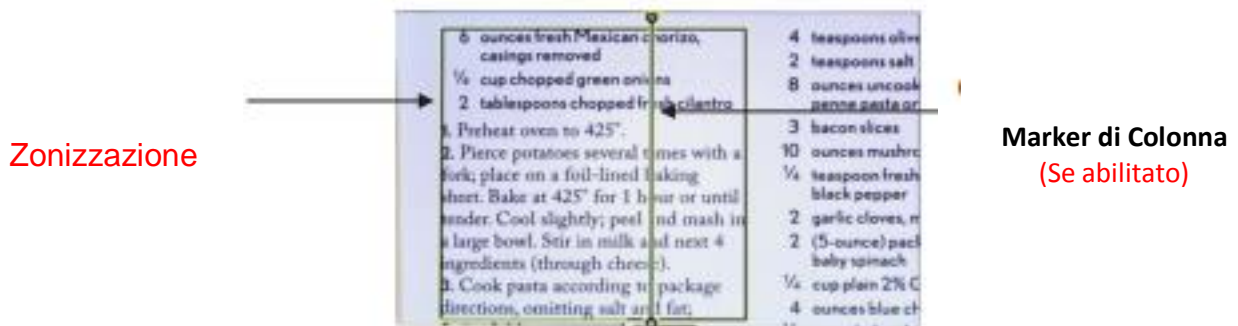 Zonizzazione
6 ounces fresh Mexican chorizo,
casings removed
¼ cup chopped green onions
2 tablespoons chopped fresh cilantro
1. Preheat oven to 425°.
2. Pierce potatoes several times with a
fork; place on a foil-lined baking
sheet. Bake at 425° for 1 hour or until
tender. Cool slightly; peel and mash in
a large bowl. Stir in milk and next 4
ingredients (through cheese).
3. Cook pasta according to package
directions, omitting salt and fat;
4 teaspoons olive
2 teaspoons salt
8 ounces uncook
penne pasta or
3 bacon slices
10 ounces mushro
¼ teaspoon fresh
black pepper
2 garlic cloves, m
2 (5-ounce) pack
baby spinach
¼ cup plain 2% G
4 ounces blue ch
Marker di Colonna
(Se abilitato)